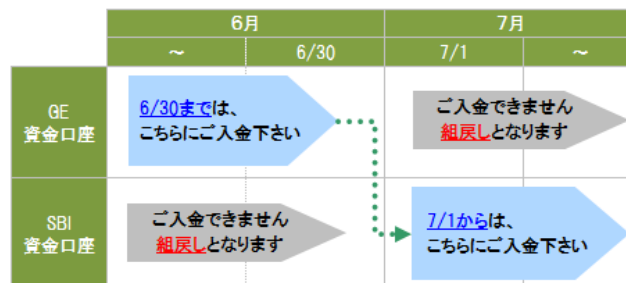 6月
7月
～
6/30
7/1
～
GE
資金口座
6/30までは、
こちらにご入金下さい
ご入金できません
組戻しとなります
SBI
資金口座
ご入金できません
組戻しとなります
7/1からは、
こちらにご入金下さい